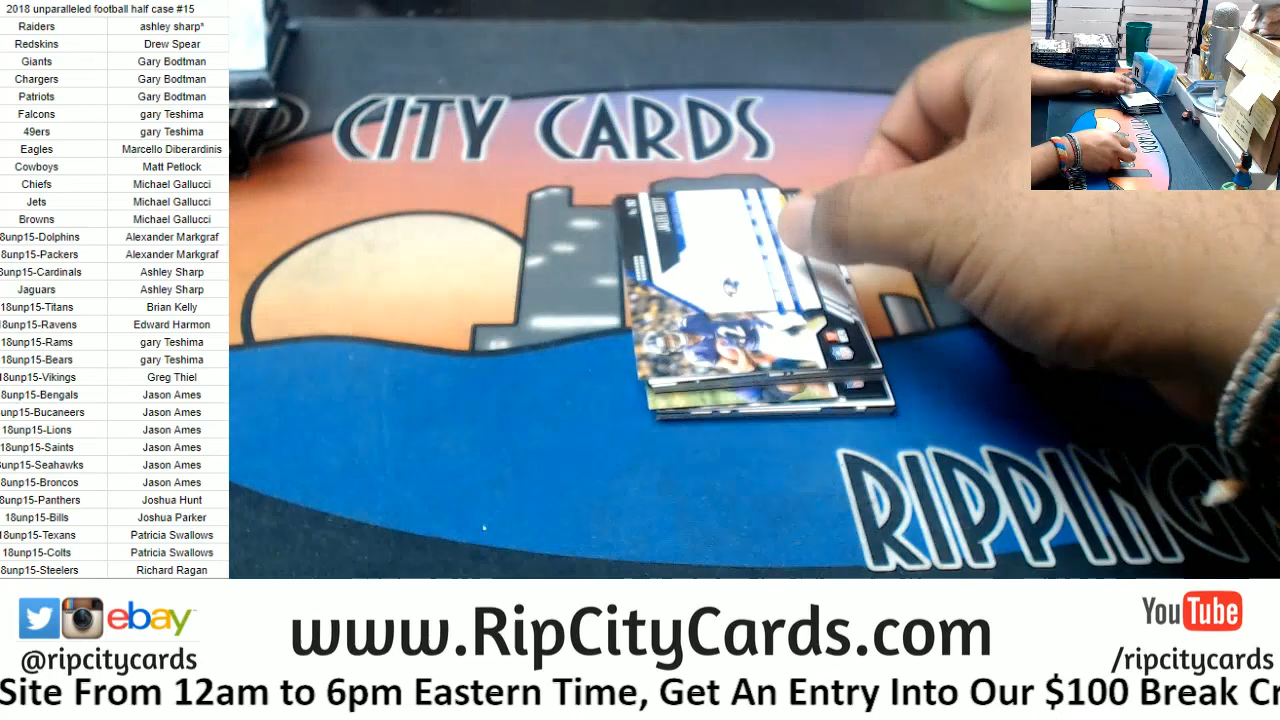 2018 unparalleled football half case #15
Raiders ashley sharp*
Redskins Drew Spear
Giants Gary Bodtman
Chargers Gary Bodtman
Patriots Gary Bodtman
Falcons gary Teshima
49ers gary Teshima
Eagles Marcello Diberardinis
Cowboys Matt Petlock
Chiefs Michael Gallucci
Jets Michael Gallucci
Browns Michael Gallucci
8unp15-Dolphins Alexander Markgraf
8unp15-Packers Alexander Markgraf
8unp15-Cardinals Ashley Sharp
Jaguars Ashley Sharp
18unp15-Titans Brian Kelly
18unp15-Ravens Edward Harmon
18unp15-Rams gary Teshima
18unp15-Bears gary Teshima
18unp15-Vikings Greg Thiel
8unp15-Bengals Jason Ames
unp15-Bucaneers Jason Ames
18unp15-Lions Jason Ames
8unp15-Saints Jason Ames
8unp15-Seahawks Jason Ames
8unp15-Broncos Jason Ames
8unp15-Panthers Joshua Hunt
18unp15-Bills Joshua Parker
18unp15-Texans Patricia Swallows
18unp15-Colts Patricia Swallows
8unp15-Steelers Richard Ragan
CITY CARDS
RIPPING
CITY CARDS
ebay
@ripcitycards
www.RipCityCards.com
YouTube
/ripcitycards
Site From 12am to 6pm Eastern Time, Get An Entry Into Our $100 Break Cr